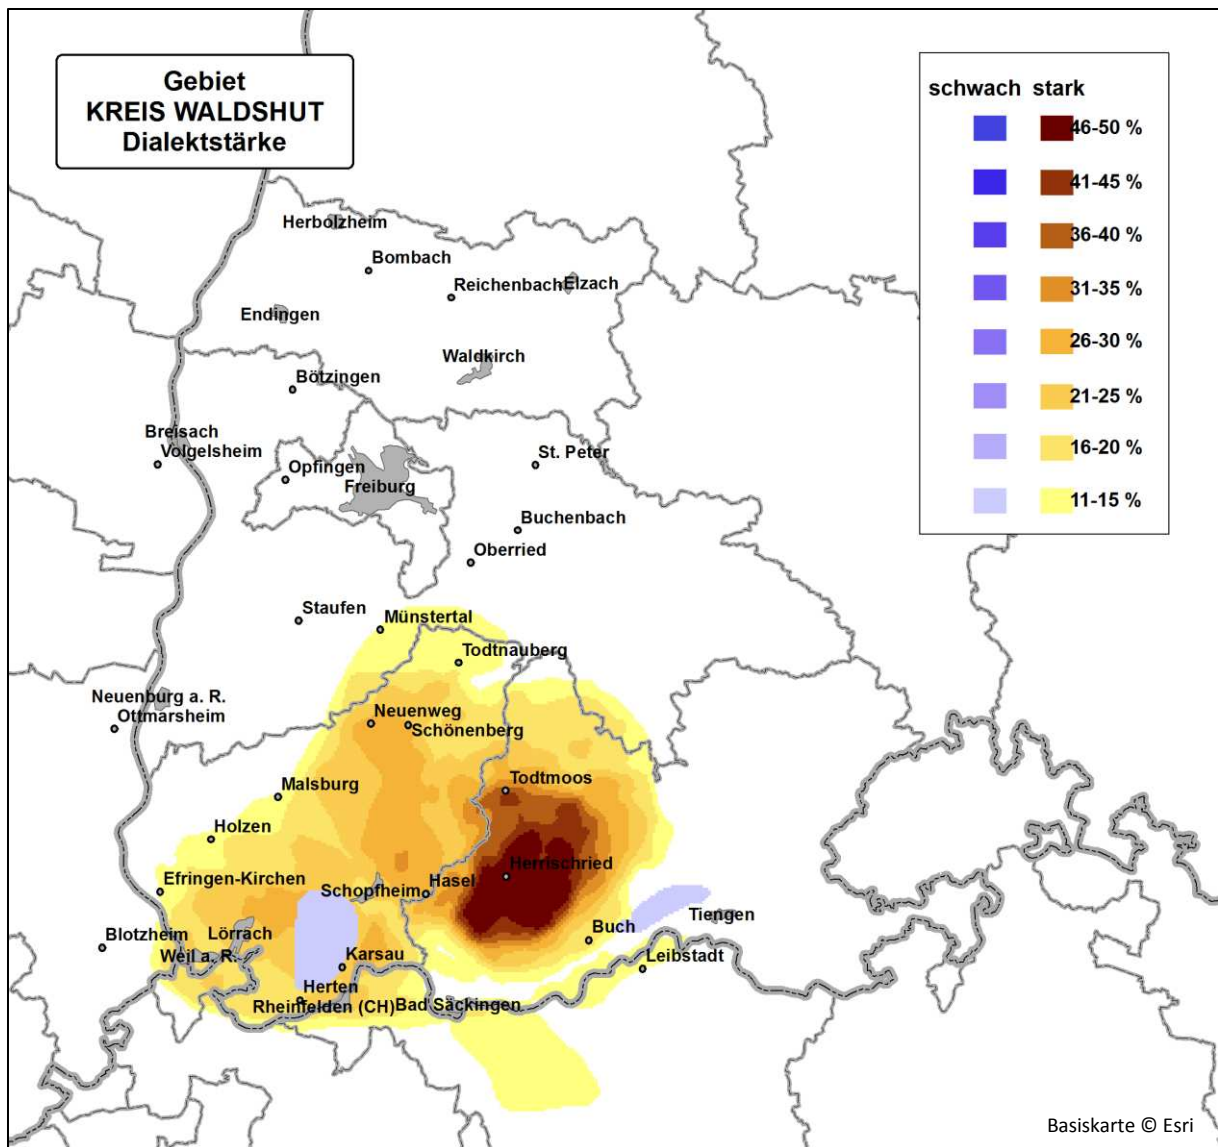 Gebiet
KREIS WALDSHUT
Dialektstärke
schwach stark
46-50 %
41-45 %
36-40 %
31-35 %
26-30 %
21-25 %
16-20 %
11-15 %
Herbolzheim
Bombach
Reichenbach
Elzach
Endingen
Waldkirch
Bötzingen
Breisach
Volgelsheim
Opfingen
Freiburg
St. Peter
Buchenbach
Oberried
Staufen
Münstertal
Todtnauberg
Neuenburg a. R.
Ottmarsheim
Neuenweg
Schönenberg
Malsburg
Todtmoos
Holzen
Efringen-Kirchen
Schopfheim
Hasel
Herrischried
Blotzheim
Lörrach
Weil a. R.
Karsau
Buch
Tiengen
Leibstadt
Herten
Rheinfelden (CH)
Bad Säckingen
Basiskarte © Esri